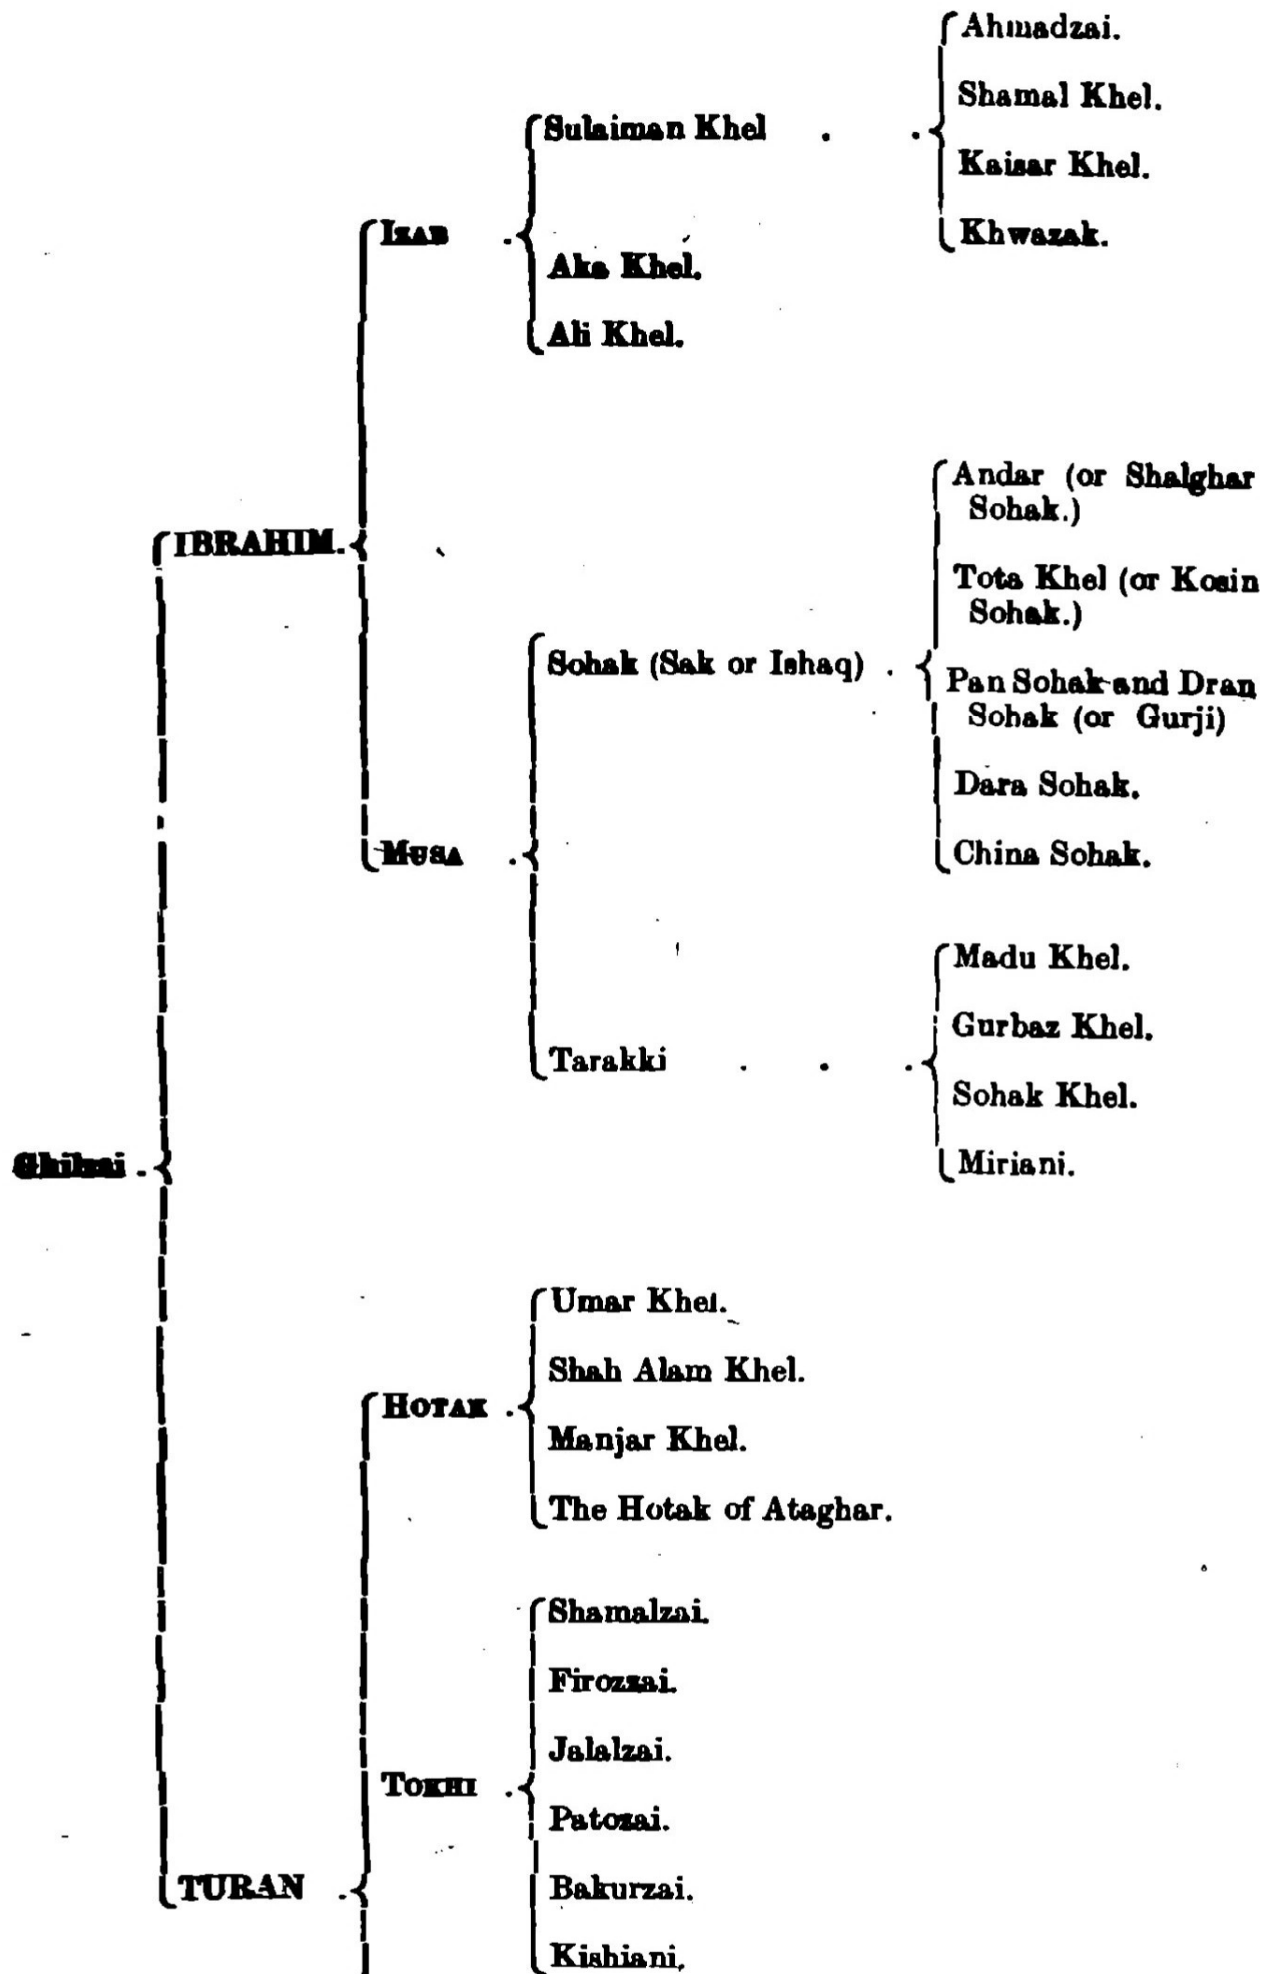 Ahmadzai.
Shamal Khel.
Sulaiman Khel . .
Kaisar Khel.
Izab .
Khwazak.
Aka Khel.
Ali Khel.
Andar (or Shalghar
Sohak.)
IBRAHIM.
Tota Khel (or Kosin
Sohak.)
Sohak (Sak or Ishaq) .
Pan Sohak and Dran
Sohak (or Gurji)
Dara Sohak.
Musa .
China Sohak.
Madu Khel.
Gurbaz Khel.
Tarakki . . .
Sohak Khel.
Ghilzai .
Miriani.
Umar Khel.
Shah Alam Khel.
Hotak .
Manjar Khel.
The Hotak of Ataghar.
Shamalzai.
Firozzai.
Jalalzai.
Tokhi .
Patozai.
TURAN .
Bakurzai.
Kishiani.